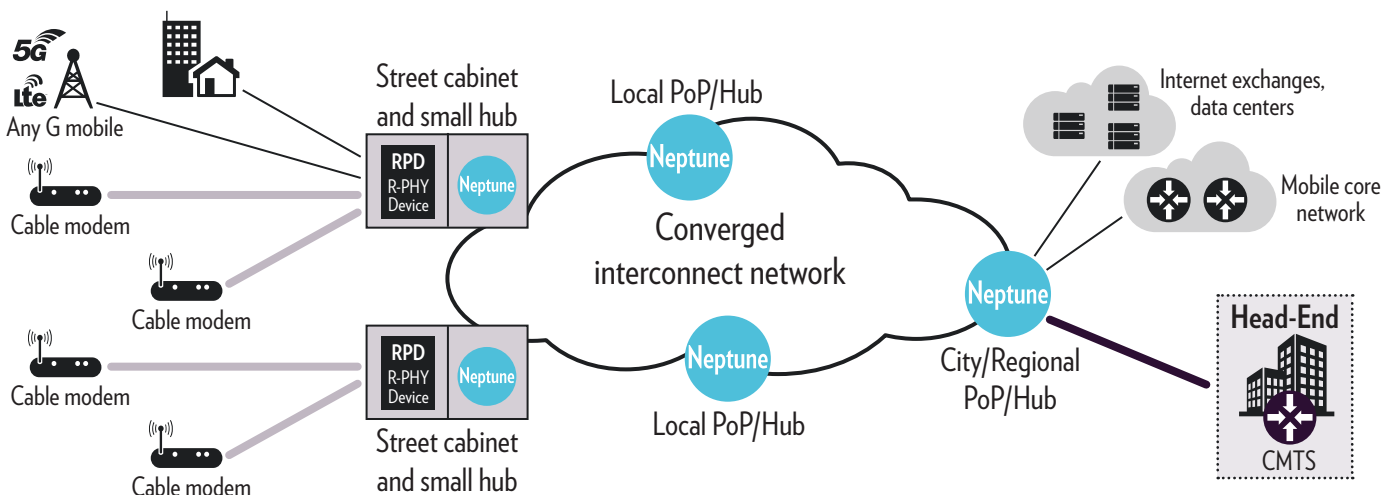 5G
Lte
Any G mobile
Cable modem
Cable modem
Cable modem
Cable modem
Street cabinet
and small hub
RPD
R-PHY
Device
Neptune
RPD
R-PHY
Device
Neptune
Street cabinet
and small hub
Local PoP/Hub
Neptune
Converged
interconnect network
Neptune
Local PoP/Hub
Neptune
City/Regional
PoP/Hub
Internet exchanges,
data centers
Mobile core
network
Head-End
CMTS